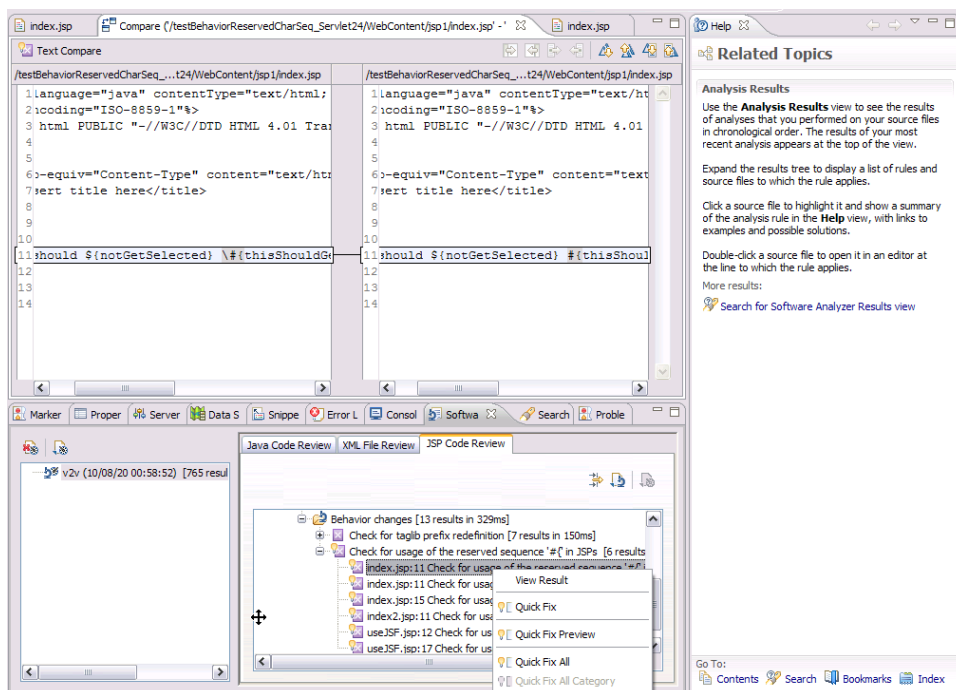 index.jsp
Compare ('/testBehaviorReservedCharSeq_Servlet24/WebContent/jsp1/index.jsp' - '
index.jsp
Text Compare
/testBehaviorReservedCharSeq_...t24/WebContent/jsp1/index.jsp
/testBehaviorReservedCharSeq_...t24/WebContent/jsp1/index.jsp
1 language="java" contentType="text/html;
2 ncoding="ISO-8859-1"%>
3 html PUBLIC "-//W3C//DTD HTML 4.01 Tran
4
5
6 p-equiv="Content-Type" content="text/htm
7 sert title here</title>
8
9
10
11 should ${notGetSelected} \#{thisShouldGe
12
13
14
1 language="java" contentType="text/ht
2 ncoding="ISO-8859-1"%>
3 html PUBLIC "-//W3C//DTD HTML 4.01
4
5
6 p-equiv="Content-Type" content="text
7 sert title here</title>
8
9
10
11 should ${notGetSelected} #{thisShoul
12
13
14
Marker
Proper
Server
Data S
Snippe
Error L
Consol
Softwa
Search
Proble
v2v (10/08/20 00:58:52) [765 resul
Java Code Review
XML File Review
JSP Code Review
Behavior changes [13 results in 329ms]
Check for taglib prefix redefinition [7 results in 150ms]
Check for usage of the reserved sequence '#{' in JSPs [6 results
index.jsp:11 Check for usage of the reserved sequence '#{' i
index.jsp:11 Check for usag
index.jsp:15 Check for usag
index2.jsp:11 Check for usa
useJSF.jsp:12 Check for us
useJSF.jsp:17 Check for us
View Result
Quick Fix
Quick Fix Preview
Quick Fix All
Quick Fix All Category
Help
Related Topics
Analysis Results
Use the Analysis Results view to see the results
of analyses that you performed on your source files
in chronological order. The results of your most
recent analysis appears at the top of the view.
Expand the results tree to display a list of rules and
source files to which the rule applies.
Click a source file to highlight it and show a summary
of the analysis rule in the Help view, with links to
examples and possible solutions.
Double-click a source file to open it in an editor at
the line to which the rule applies.
More results:
Search for Software Analyzer Results view
Go To:
Contents
Search
Bookmarks
Index